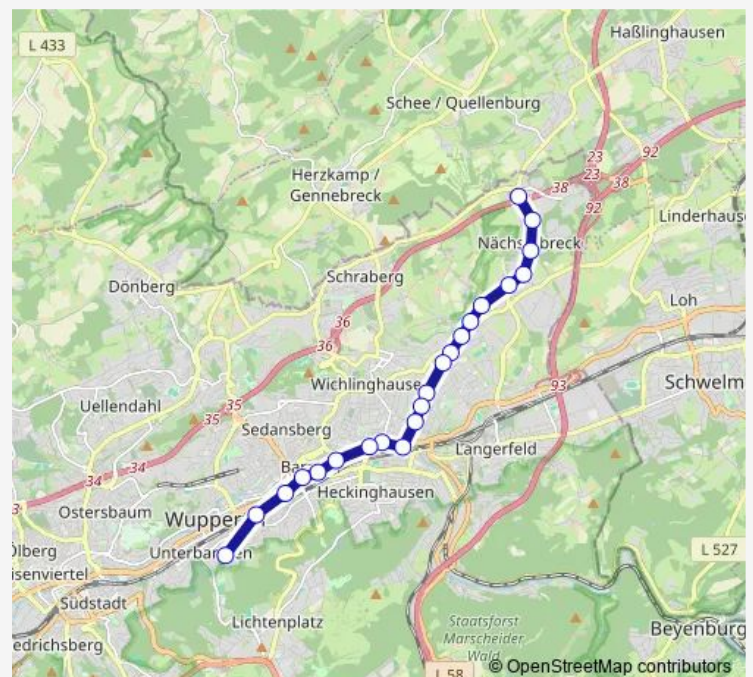 Haßlinghausen
L 433
Schee / Quellenburg
92
23
Herzkamp /
Gennebreck
38
23
38
92
Linderhaus
Nächs breck
Dönberg
Schraberg
Loh
36
36
Wichlinghause
93
Schwelm
Uellendahl
35
35
Sedansberg
34
34
Langerfeld
Bar
Heckinghausen
3
Ostersbaum
Wupper
Ölberg
Unterbar en
L 527
isenviertel
Südstadt
Lichtenplatz
Staatsforst
Marscheider
Wald
Beyenburg
edrichsberg
L 58
© OpenStreetMap contributors